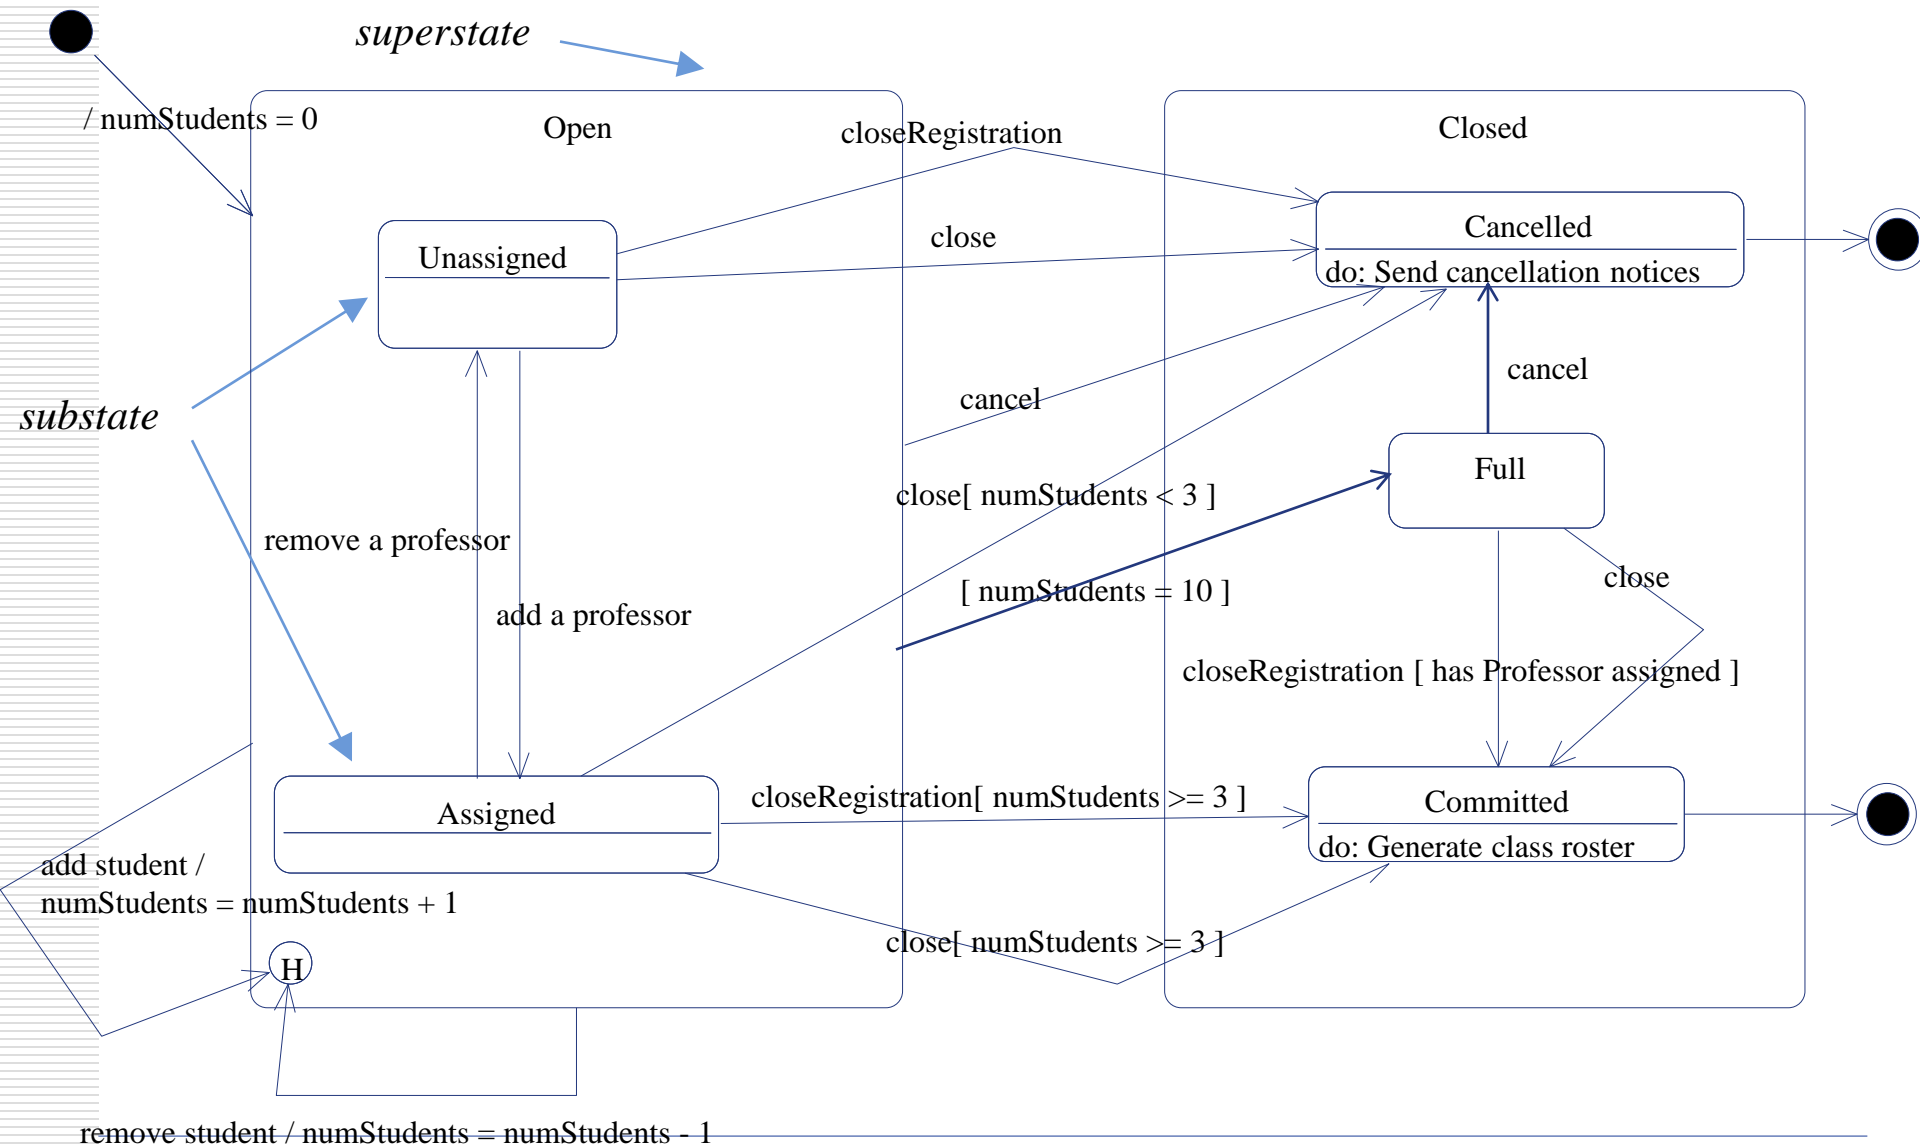 superstate
/ numStudents = 0
Open
closeRegistration
Closed
Unassigned
close
Cancelled
do: Send cancellation notices
substate
cancel
cancel
Full
close[ numStudents < 3 ]
remove a professor
[ numStudents = 10 ]
close
add a professor
closeRegistration [ has Professor assigned ]
Assigned
closeRegistration[ numStudents >= 3 ]
Committed
do: Generate class roster
add student /
numStudents = numStudents + 1
close[ numStudents >= 3 ]
H
remove student / numStudents = numStudents - 1